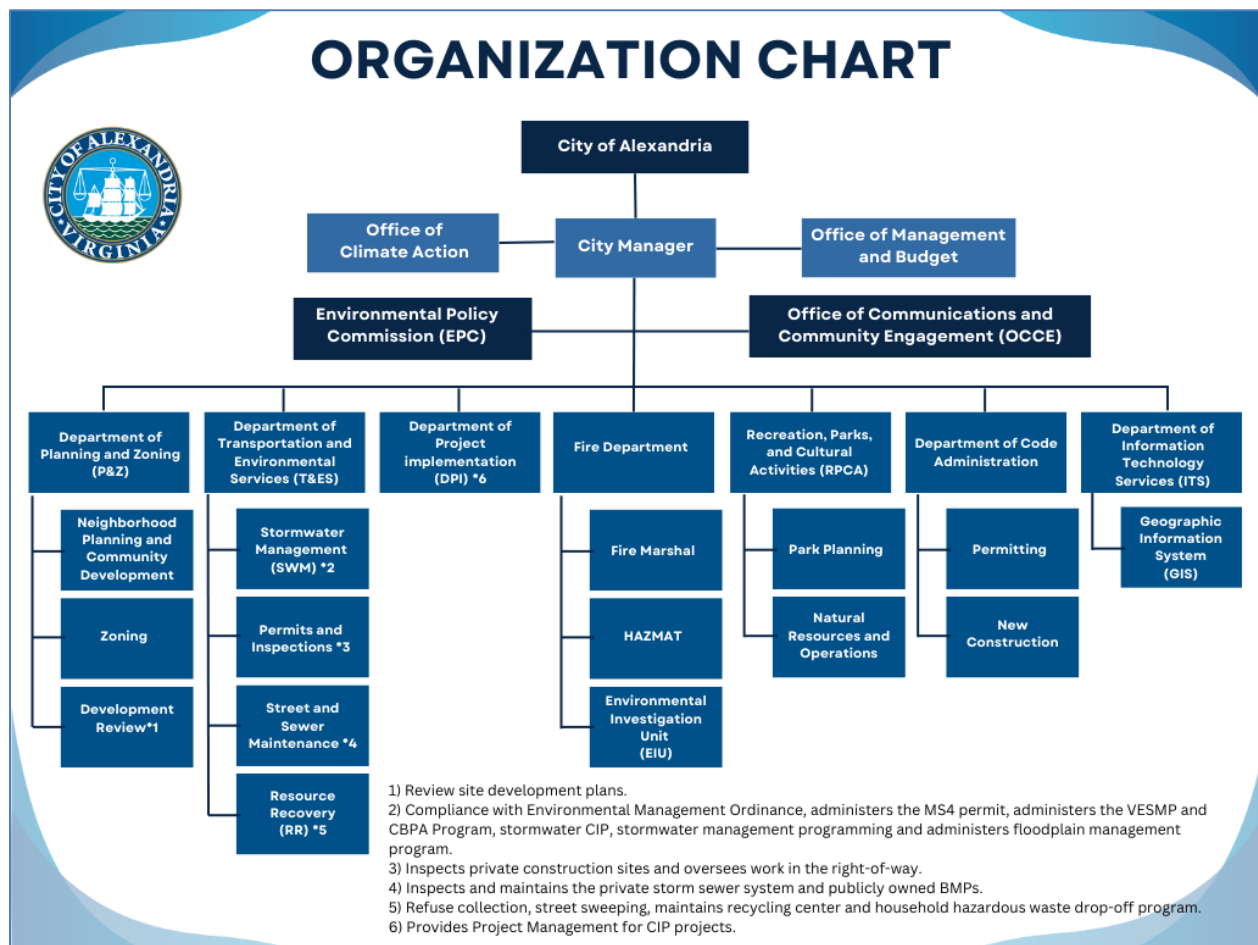 ORGANIZATION CHART
CITY OF ALEXANDRIA
VIRGINIA
City of Alexandria
Office of
Climate Action
City Manager
Office of Management
and Budget
Environmental Policy
Commission (EPC)
Office of Communications and
Community Engagement (OCCE)
Department of
Planning and Zoning
(P&Z)
Department of
Transportation and
Environmental
Services (T&ES)
Department of
Project
implementation
(DPI) *6
Fire Department
Recreation, Parks,
and Cultural
Activities (RPCA)
Department of Code
Administration
Department of
Information
Technology
Services (ITS)
Neighborhood
Planning and
Community
Development
Zoning
Development
Review*1
Stormwater
Management
(SWM) *2
Permits and
Inspections *3
Street and
Sewer
Maintenance *4
Resource
Recovery
(RR) *5
Fire Marshal
HAZMAT
Environmental
Investigation
Unit
(EIU)
Park Planning
Natural
Resources and
Operations
Permitting
New
Construction
Geographic
Information
System
(GIS)
1) Review site development plans.
2) Compliance with Environmental Management Ordinance, administers the MS4 permit, administers the VESMP and
CBPA Program, stormwater CIP, stormwater management programming and administers floodplain management
program.
3) Inspects private construction sites and oversees work in the right-of-way.
4) Inspects and maintains the private storm sewer system and publicly owned BMPs.
5) Refuse collection, street sweeping, maintains recycling center and household hazardous waste drop-off program.
6) Provides Project Management for CIP projects.